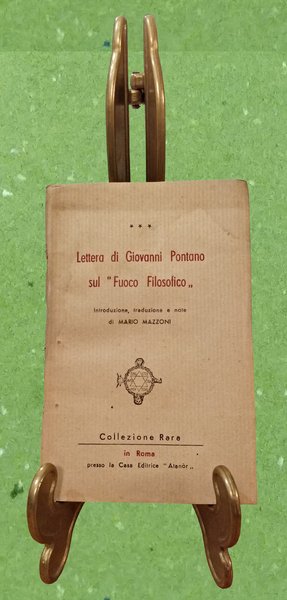 * * *
Lettera di Giovanni Pontano
sul "Fuoco Filosofico„
Introduzione, traduzione e note
di MARIO MAZZONI
Collezione Rara
in Roma
presso la Casa Editrice "Atanòr„